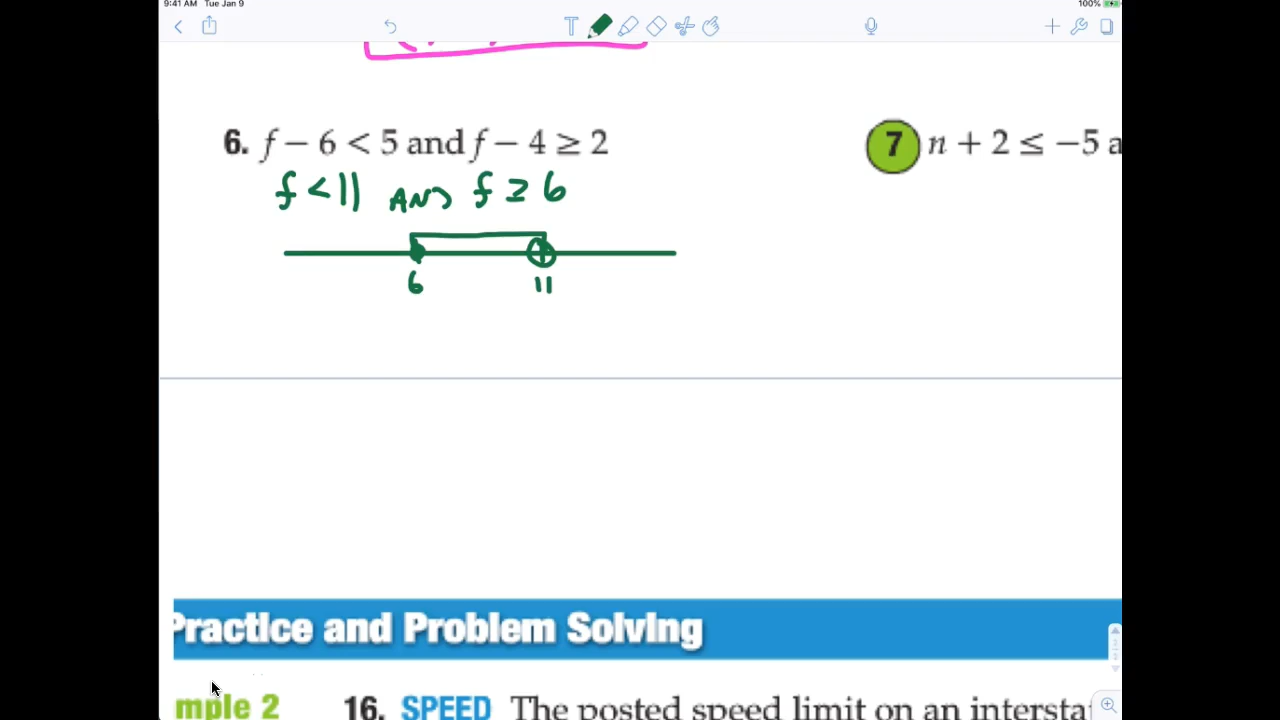 9:41 AM Tue Jan 9
100%
6. f − 6 < 5 and f − 4 ≥ 2
7 n + 2 ≤ −5 a
f < 11 AND f ≥ 6
6 11
Practice and Problem Solving
mple 2 16. SPEED The posted speed limit on an intersta